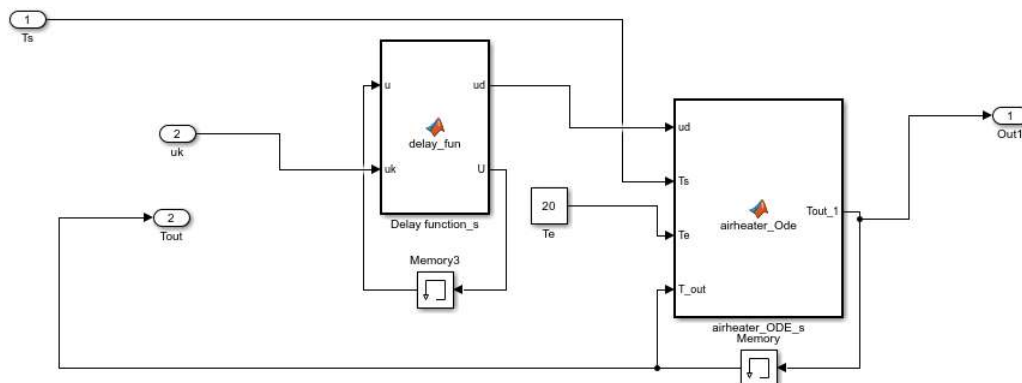 1
Ts
u
ud
delay_fun
uk
U
Delay function_s
2
uk
2
Tout
Memory3
20
Te
ud
Ts
Te
T_out
airheater_Ode
Tout_1
airheater_ODE_s
Memory
1
Out1